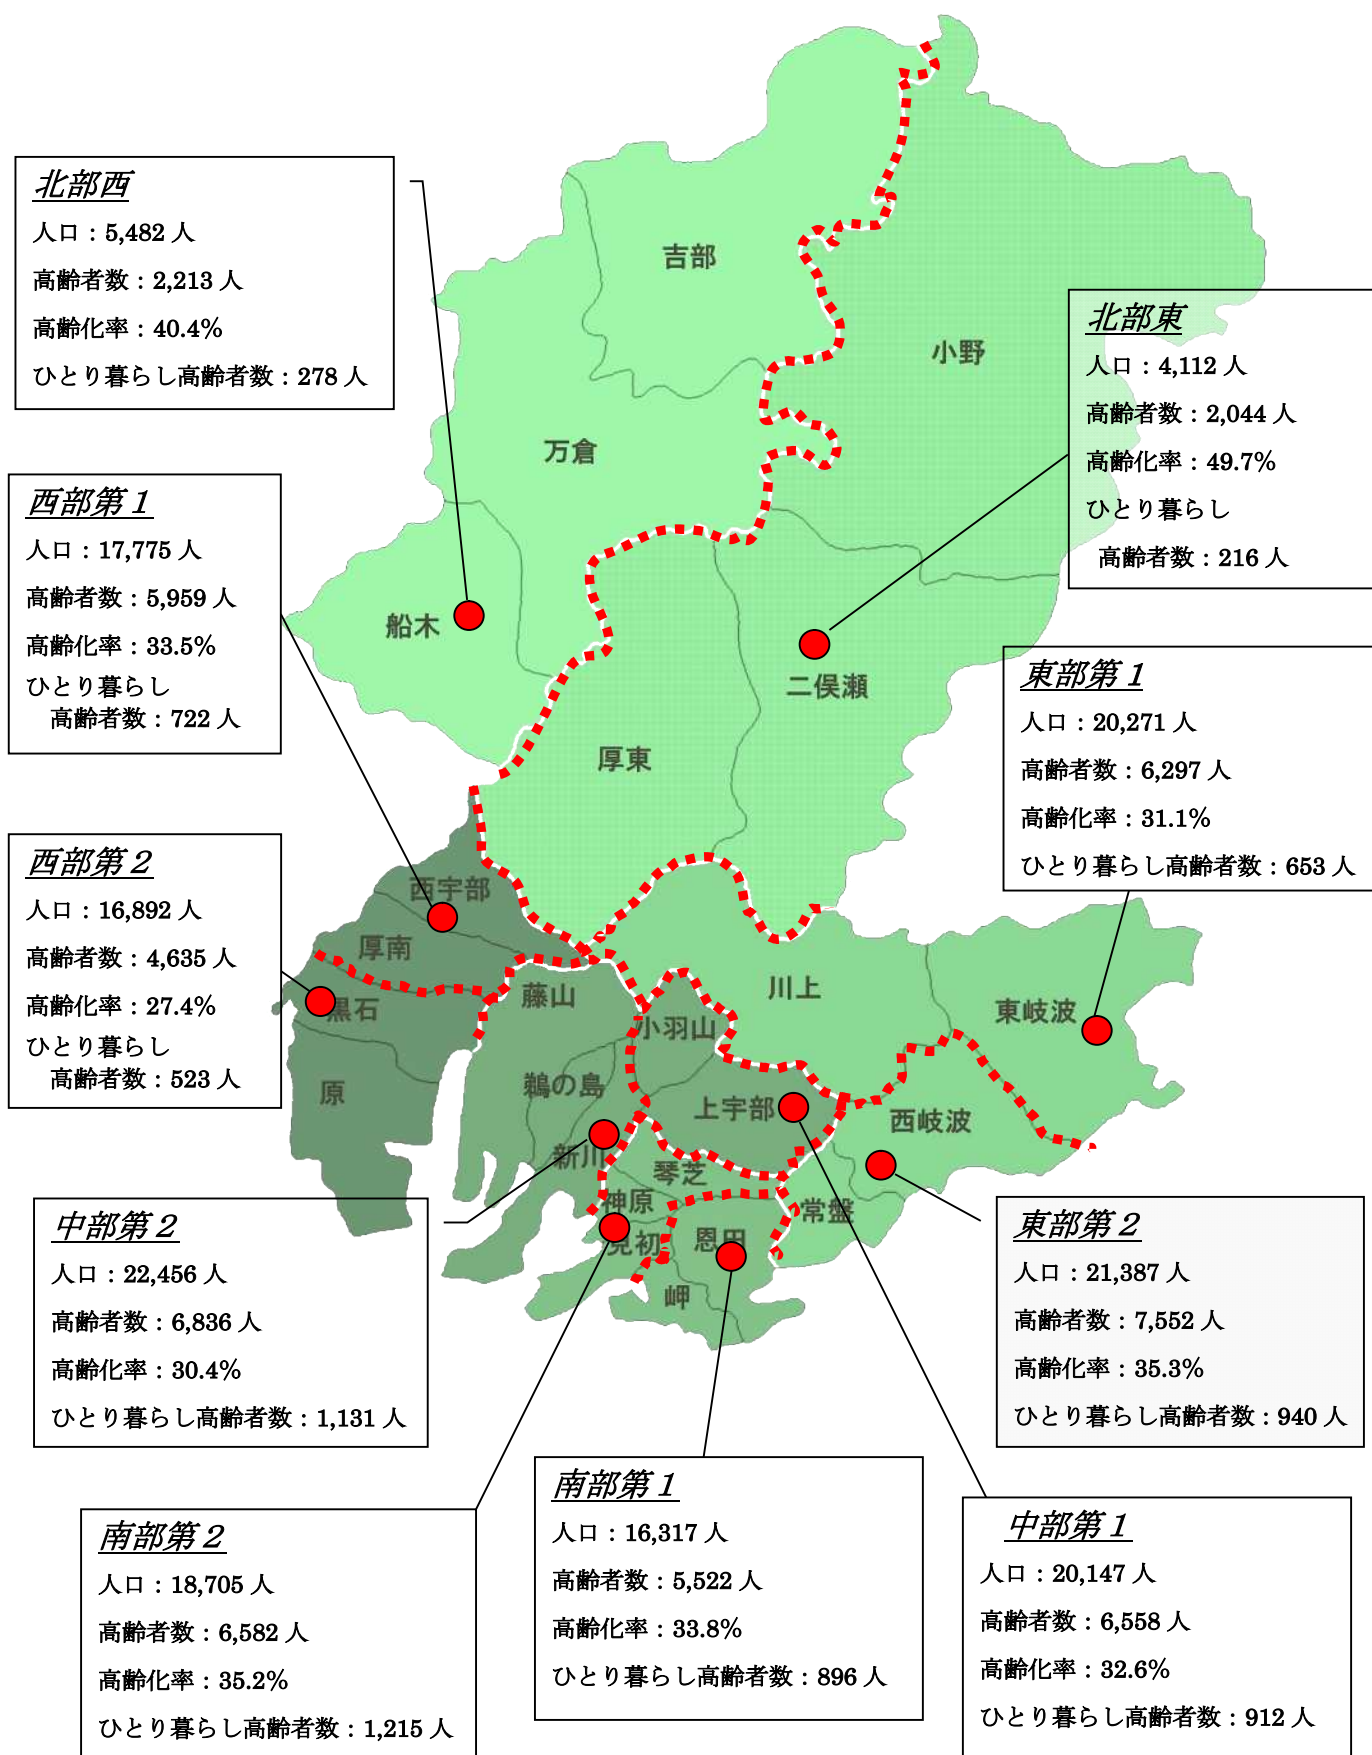 北部西
人口：5,482 人
高齢者数：2,213 人
高齢化率：40.4%
ひとり暮らし高齢者数：278 人
北部東
人口：4,112 人
高齢者数：2,044 人
高齢化率：49.7%
ひとり暮らし
高齢者数：216 人
西部第１
人口：17,775 人
高齢者数：5,959 人
高齢化率：33.5%
ひとり暮らし
高齢者数：722 人
東部第１
人口：20,271 人
高齢者数：6,297 人
高齢化率：31.1%
ひとり暮らし高齢者数：653 人
西部第２
人口：16,892 人
高齢者数：4,635 人
高齢化率：27.4%
ひとり暮らし
高齢者数：523 人
吉部
小野
万倉
船木
二俣瀬
厚東
西宇部
厚南
黒石
原
藤山
小羽山
川上
東岐波
鵜の島
上宇部
西岐波
新川
琴芝
神原
常盤
見初
恩田
岬
中部第２
人口：22,456 人
高齢者数：6,836 人
高齢化率：30.4%
ひとり暮らし高齢者数：1,131 人
東部第２
人口：21,387 人
高齢者数：7,552 人
高齢化率：35.3%
ひとり暮らし高齢者数：940 人
南部第２
人口：18,705 人
高齢者数：6,582 人
高齢化率：35.2%
ひとり暮らし高齢者数：1,215 人
南部第１
人口：16,317 人
高齢者数：5,522 人
高齢化率：33.8%
ひとり暮らし高齢者数：896 人
中部第１
人口：20,147 人
高齢者数：6,558 人
高齢化率：32.6%
ひとり暮らし高齢者数：912 人